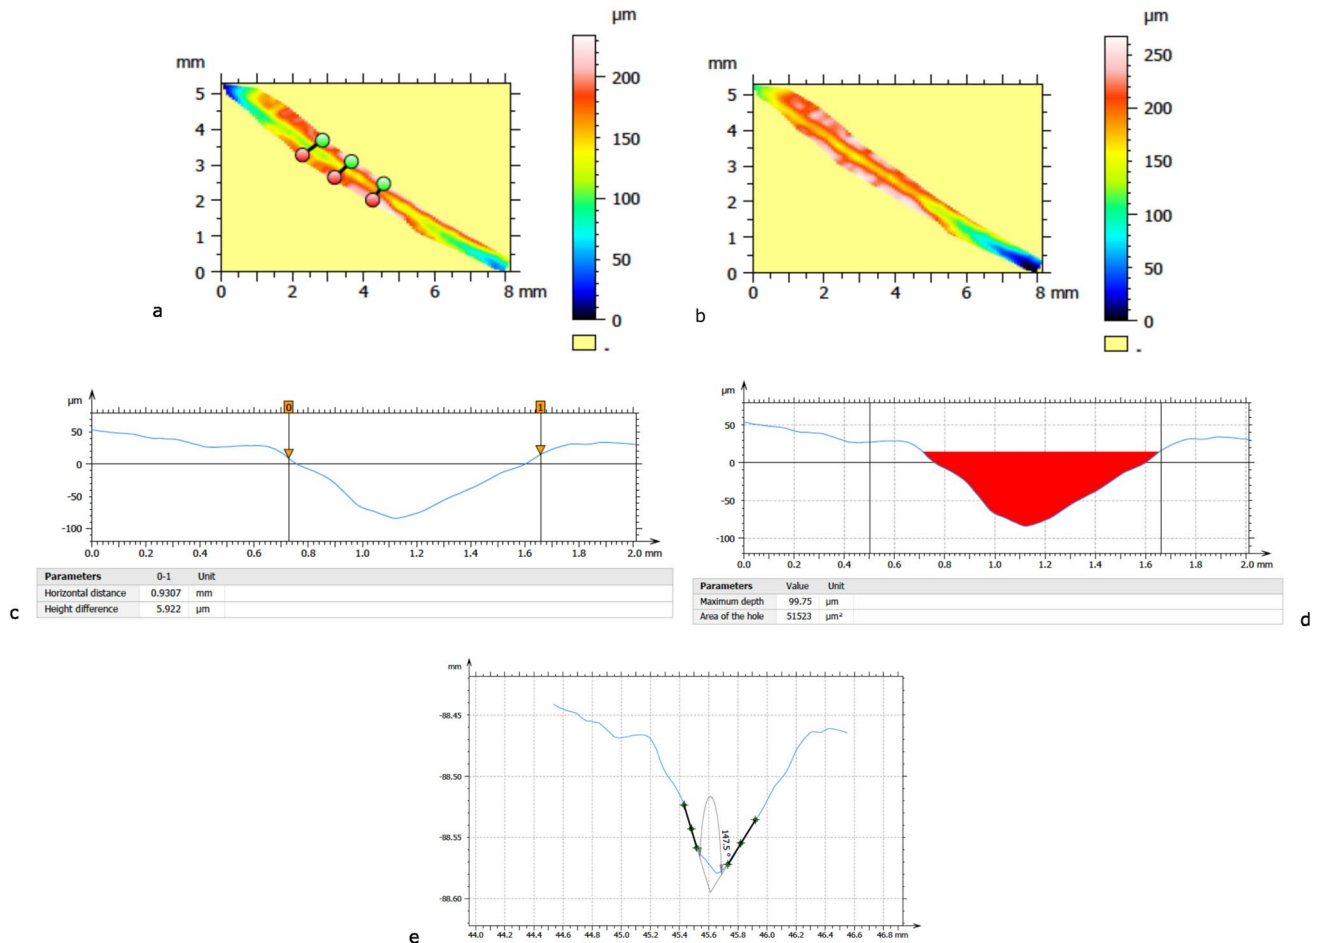 µm
mm
200
150
100
50
0
-
5
4
3
2
1
0
0 2 4 6 8 mm
a
µm
mm
250
200
150
100
50
0
-
5
4
3
2
1
0
0 2 4 6 8 mm
b
µm
50
0
-50
-100
0 1
0.0 0.2 0.4 0.6 0.8 1.0 1.2 1.4 1.6 1.8 2.0 mm
Parameters 0-1 Unit
Horizontal distance 0.9307 mm
Height difference 5.922 µm
c
µm
50
0
-50
-100
0.0 0.2 0.4 0.6 0.8 1.0 1.2 1.4 1.6 1.8 2.0 mm
Parameters Value Unit
Maximum depth 99.75 µm
Area of the hole 51523 µm²
d
mm
-88.45
-88.50
-88.55
-88.60
147.5 °
44.0 44.2 44.4 44.6 44.8 45.0 45.2 45.4 45.5 45.6 45.8 46.0 46.2 46.4 46.6 46.8 mm
e